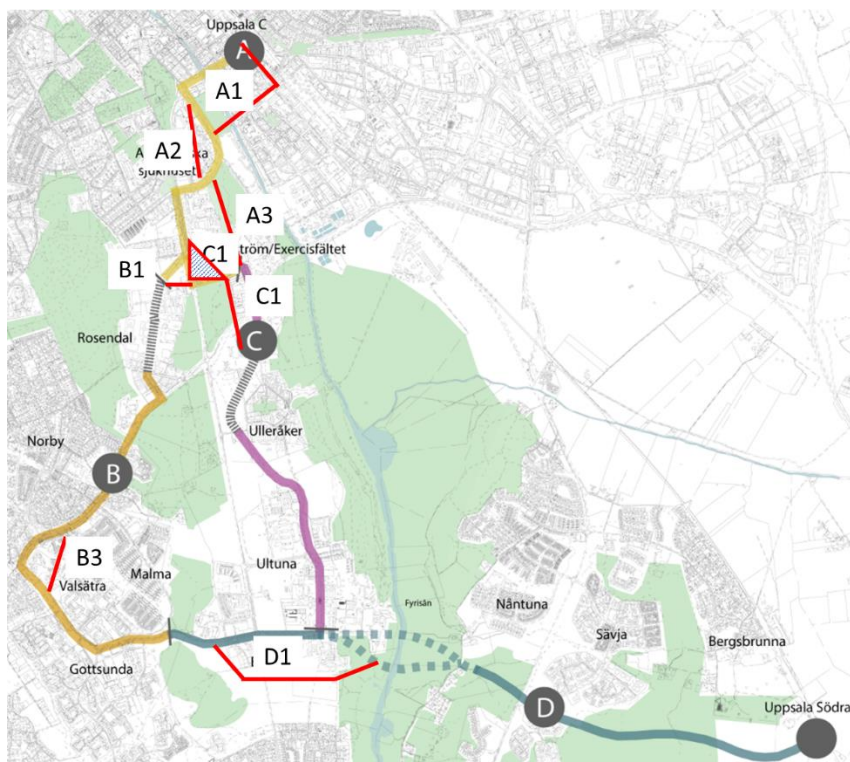 Uppsala C
A
A1
A2
sjukhuset
A3
C1
ström/Exercisfältet
B1
C1
C
Rosendal
Ulleråker
Norby
B
B3
Malma
Valsätra
Ultuna
Fyrisån
Nåntuna
Sävja
Bergsbrunna
Gottsunda
D1
D
Uppsala Södra